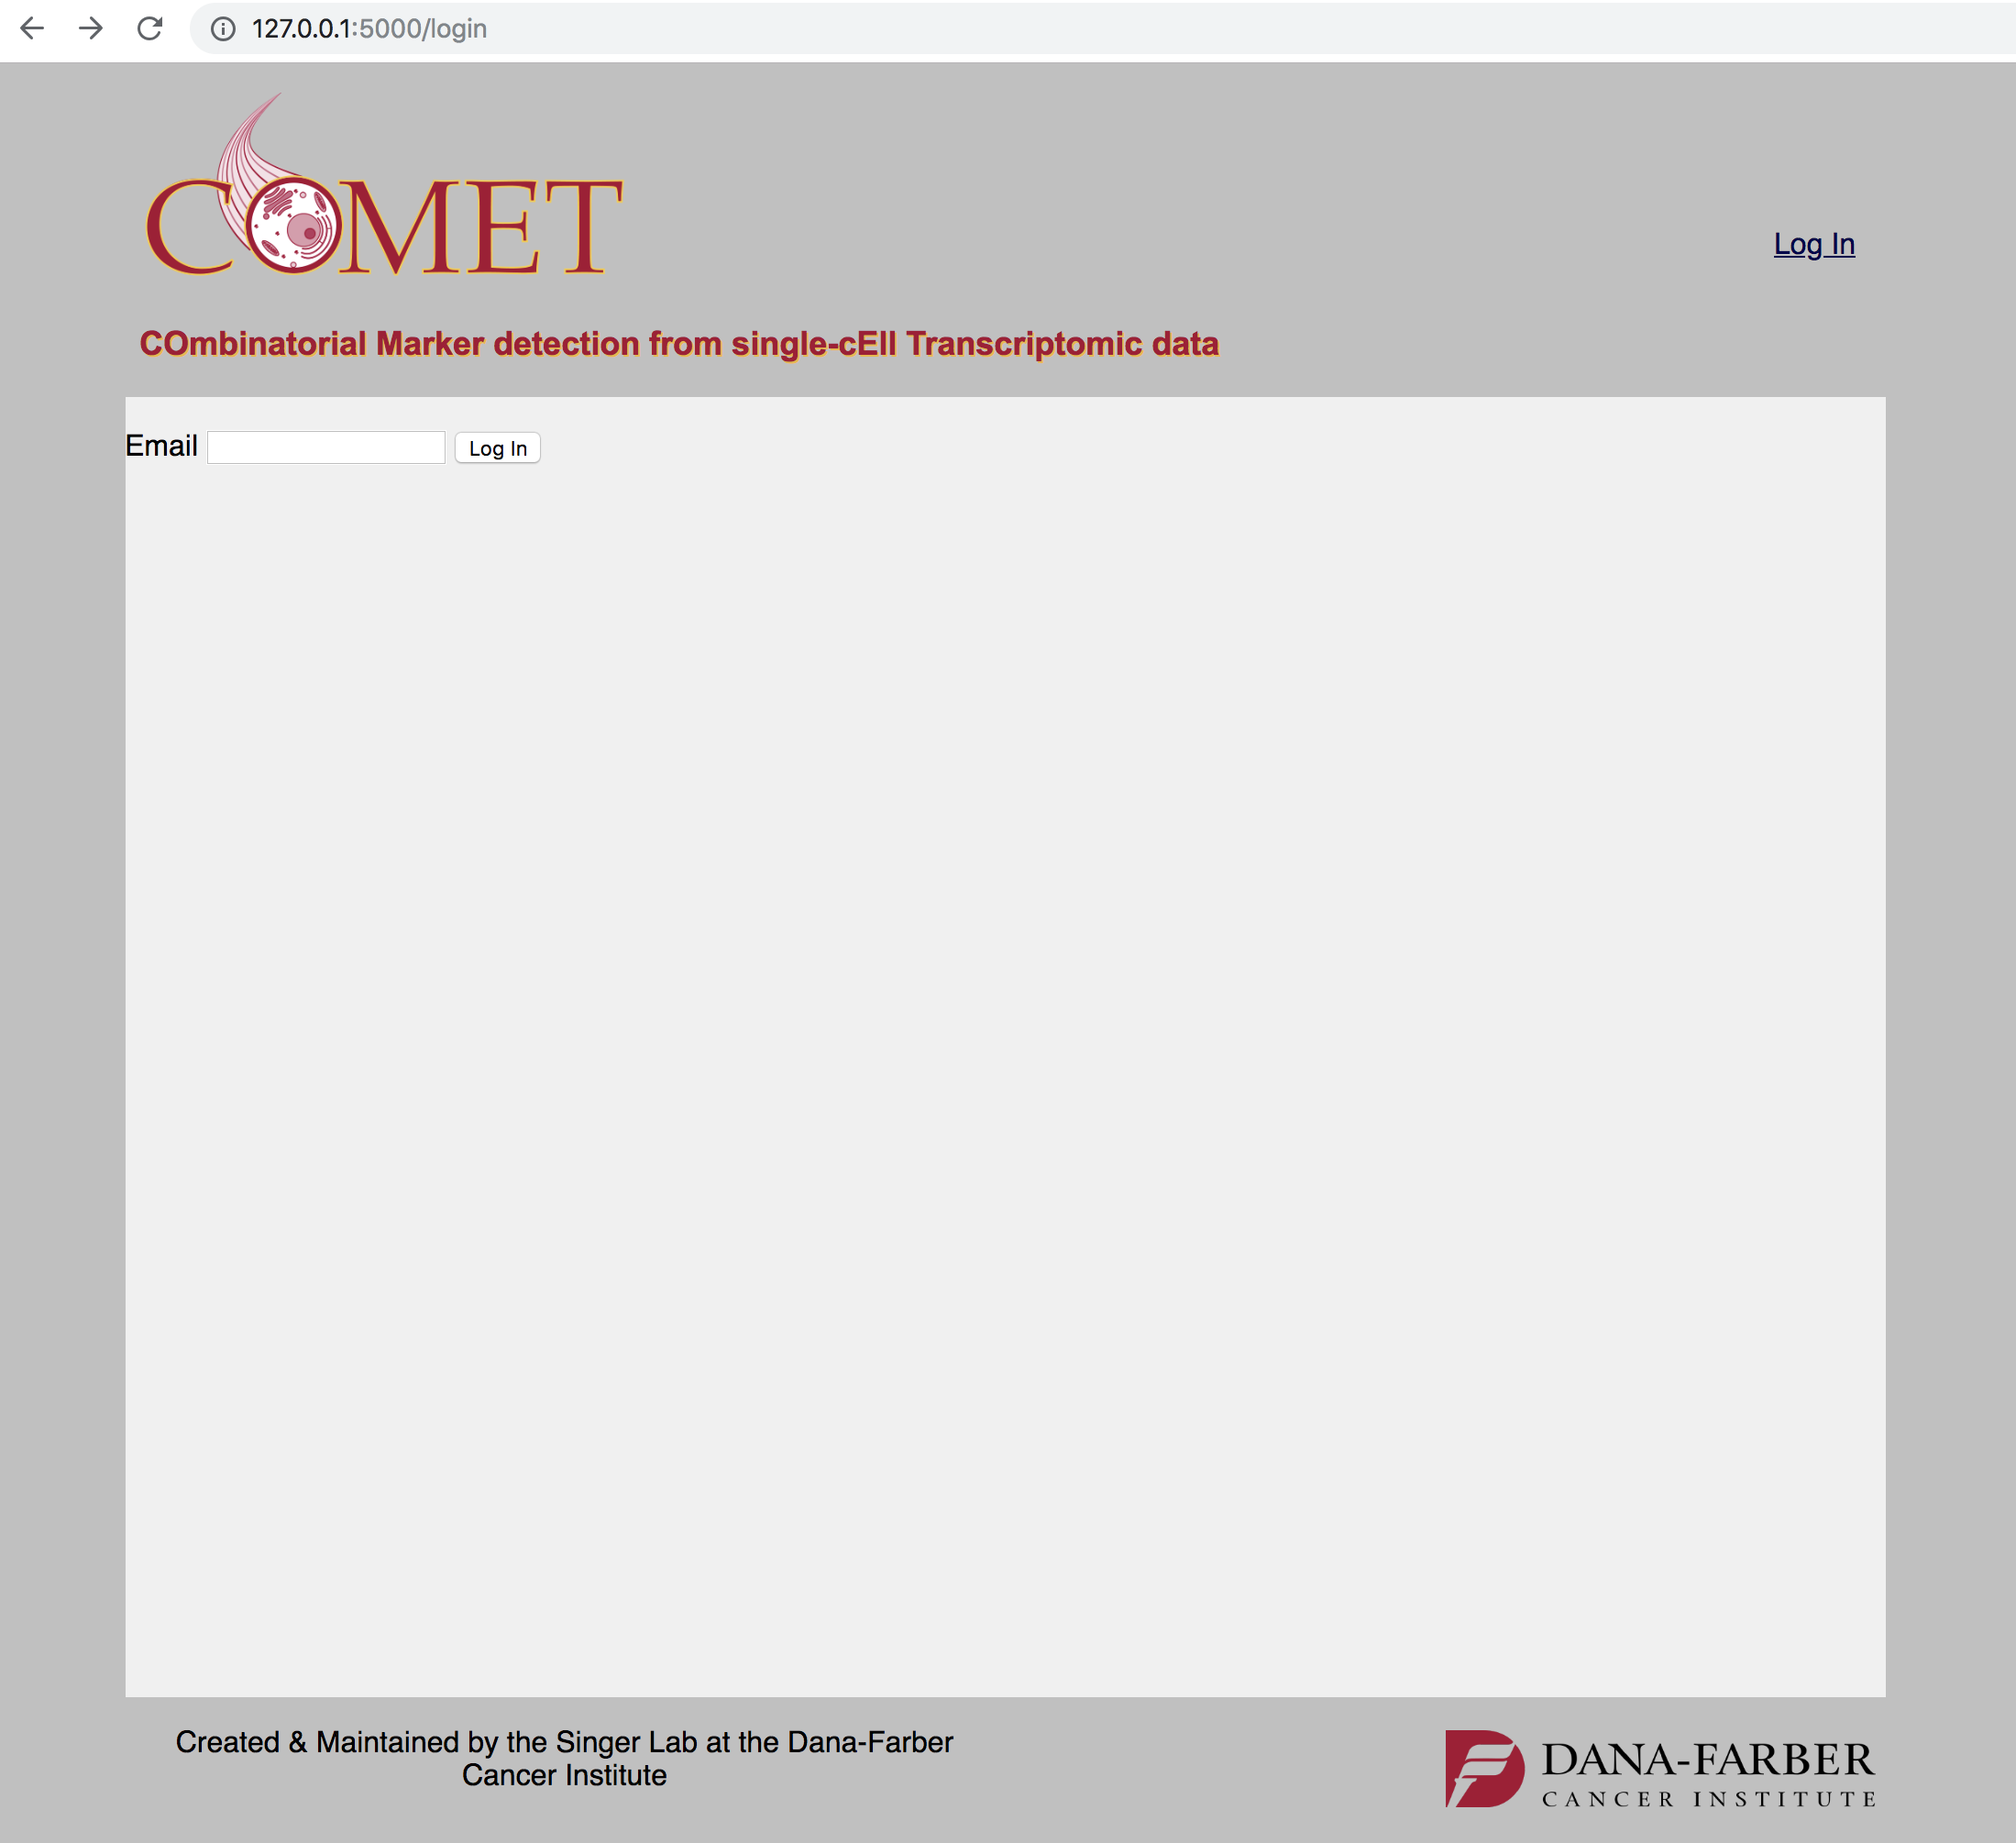 127.0.0.1:5000/login
COMET
Log In
COmbinatorial Marker detection from single-cEll Transcriptomic data
Email Log In
Created & Maintained by the Singer Lab at the Dana-Farber
Cancer Institute
DANA-FARBER
CANCER INSTITUTE